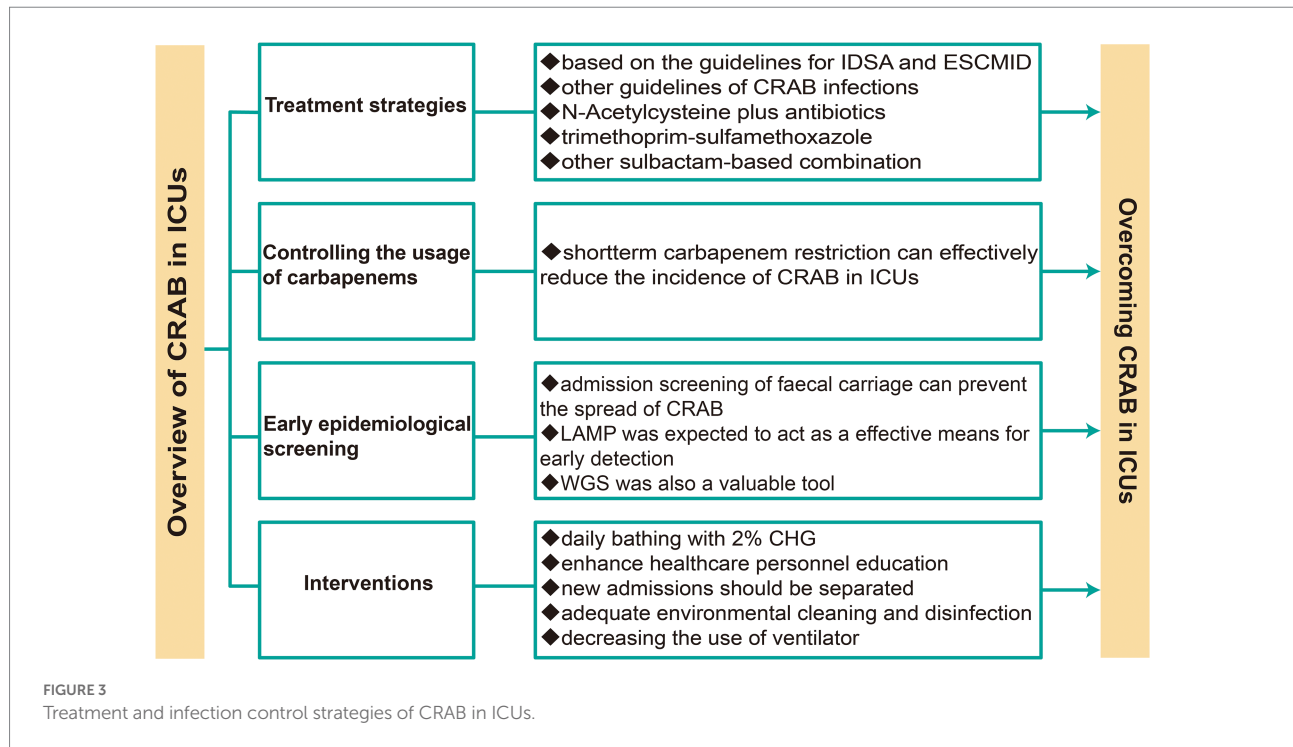 Overview of CRAB in ICUs
Treatment strategies
◆based on the guidelines for IDSA and ESCMID
◆other guidelines of CRAB infections
◆N-Acetylcysteine plus antibiotics
◆trimethoprim-sulfamethoxazole
◆other sulbactam-based combination
Controlling the usage
of carbapenems
◆shortterm carbapenem restriction can effectively
reduce the incidence of CRAB in ICUs
Early epidemiological
screening
◆admission screening of faecal carriage can prevent
the spread of CRAB
◆LAMP was expected to act as a effective means for
early detection
◆WGS was also a valuable tool
Interventions
◆daily bathing with 2% CHG
◆enhance healthcare personnel education
◆new admissions should be separated
◆adequate environmental cleaning and disinfection
◆decreasing the use of ventilator
Overcoming CRAB in ICUs
FIGURE 3
Treatment and infection control strategies of CRAB in ICUs.